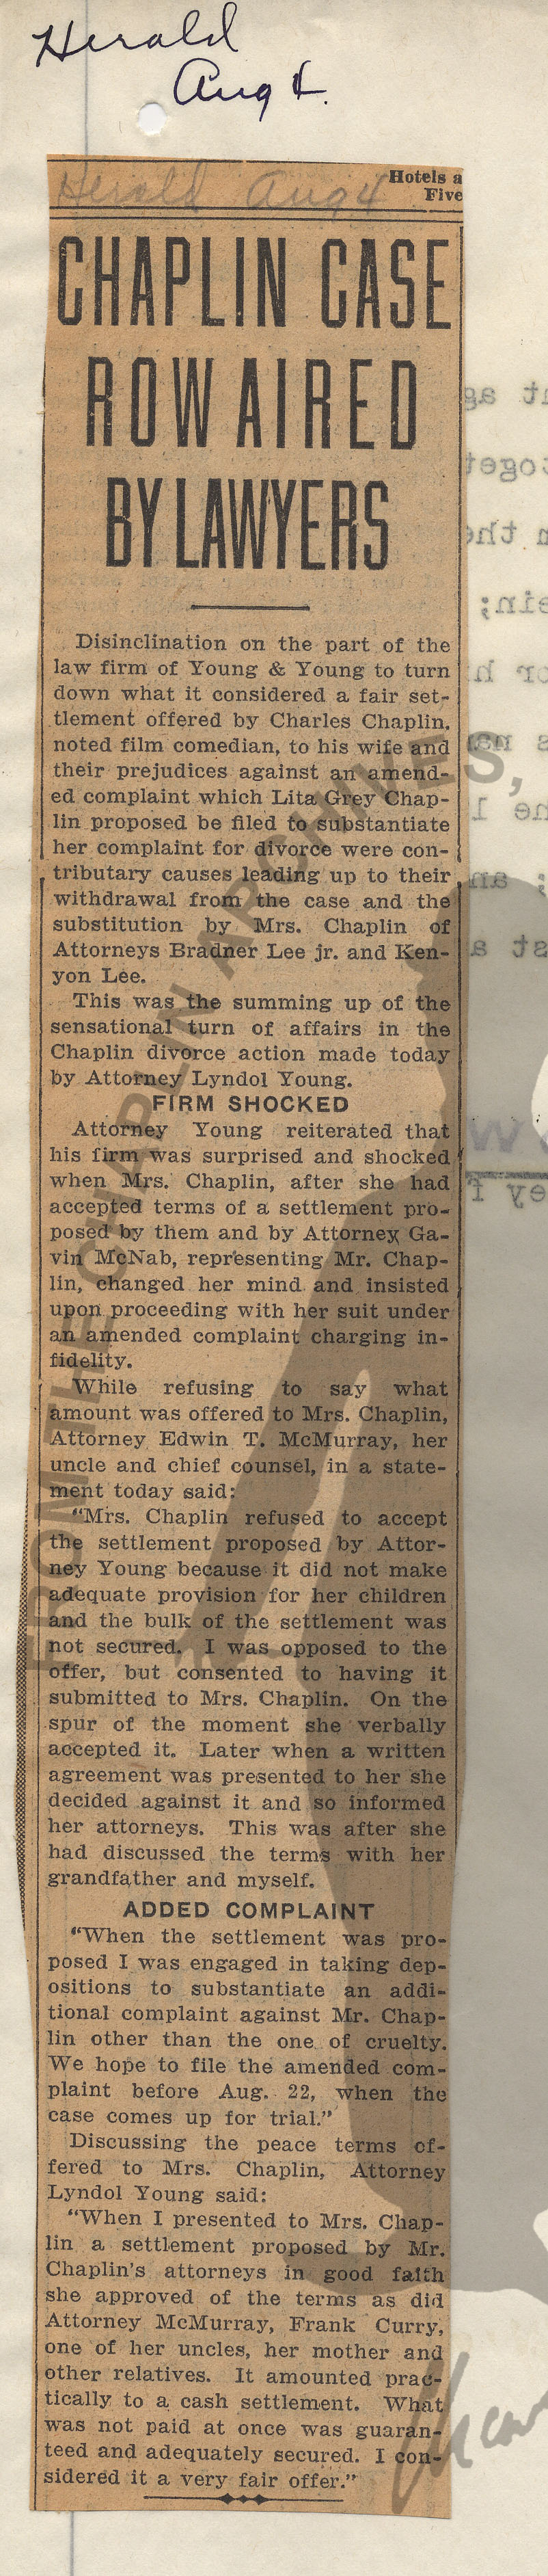 Herald
Aug 4.
Herald Aug 4
Hotels a
Five
CHAPLIN CASE
ROW AIRED
BY LAWYERS
Disinclination on the part of the
law firm of Young & Young to turn
down what it considered a fair set-
tlement offered by Charles Chaplin,
noted film comedian, to his wife and
their prejudices against an amend-
ed complaint which Lita Grey Chap-
lin proposed be filed to substantiate
her complaint for divorce were con-
tributary causes leading up to their
withdrawal from the case and the
substitution by Mrs. Chaplin of
Attorneys Bradner Lee jr. and Ken-
yon Lee.
This was the summing up of the
sensational turn of affairs in the
Chaplin divorce action made today
by Attorney Lyndol Young.
FIRM SHOCKED
Attorney Young reiterated that
his firm was surprised and shocked
when Mrs. Chaplin, after she had
accepted terms of a settlement pro-
posed by them and by Attorney Ga-
vin McNab, representing Mr. Chap-
lin, changed her mind and insisted
upon proceeding with her suit under
an amended complaint charging in-
fidelity.
While refusing to say what
amount was offered to Mrs. Chaplin,
Attorney Edwin T. McMurray, her
uncle and chief counsel, in a state-
ment today said:
"Mrs. Chaplin refused to accept
the settlement proposed by Attor-
ney Young because it did not make
adequate provision for her children
and the bulk of the settlement was
not secured. I was opposed to the
offer, but consented to having it
submitted to Mrs. Chaplin. On the
spur of the moment she verbally
accepted it. Later when a written
agreement was presented to her she
decided against it and so informed
her attorneys. This was after she
had discussed the terms with her
grandfather and myself.
ADDED COMPLAINT
"When the settlement was pro-
posed I was engaged in taking dep-
ositions to substantiate an addi-
tional complaint against Mr. Chap-
lin other than the one of cruelty.
We hope to file the amended com-
plaint before Aug. 22, when the
case comes up for trial."
Discussing the peace terms of-
fered to Mrs. Chaplin, Attorney
Lyndol Young said:
"When I presented to Mrs. Chap-
lin a settlement proposed by Mr.
Chaplin's attorneys in good faith
she approved of the terms as did
Attorney McMurray, Frank Curry,
one of her uncles, her mother and
other relatives. It amounted prac-
tically to a cash settlement. What
was not paid at once was guaran-
teed and adequately secured. I con-
sidered it a very fair offer."
FROM THE CHAPLIN ARCHIVES,